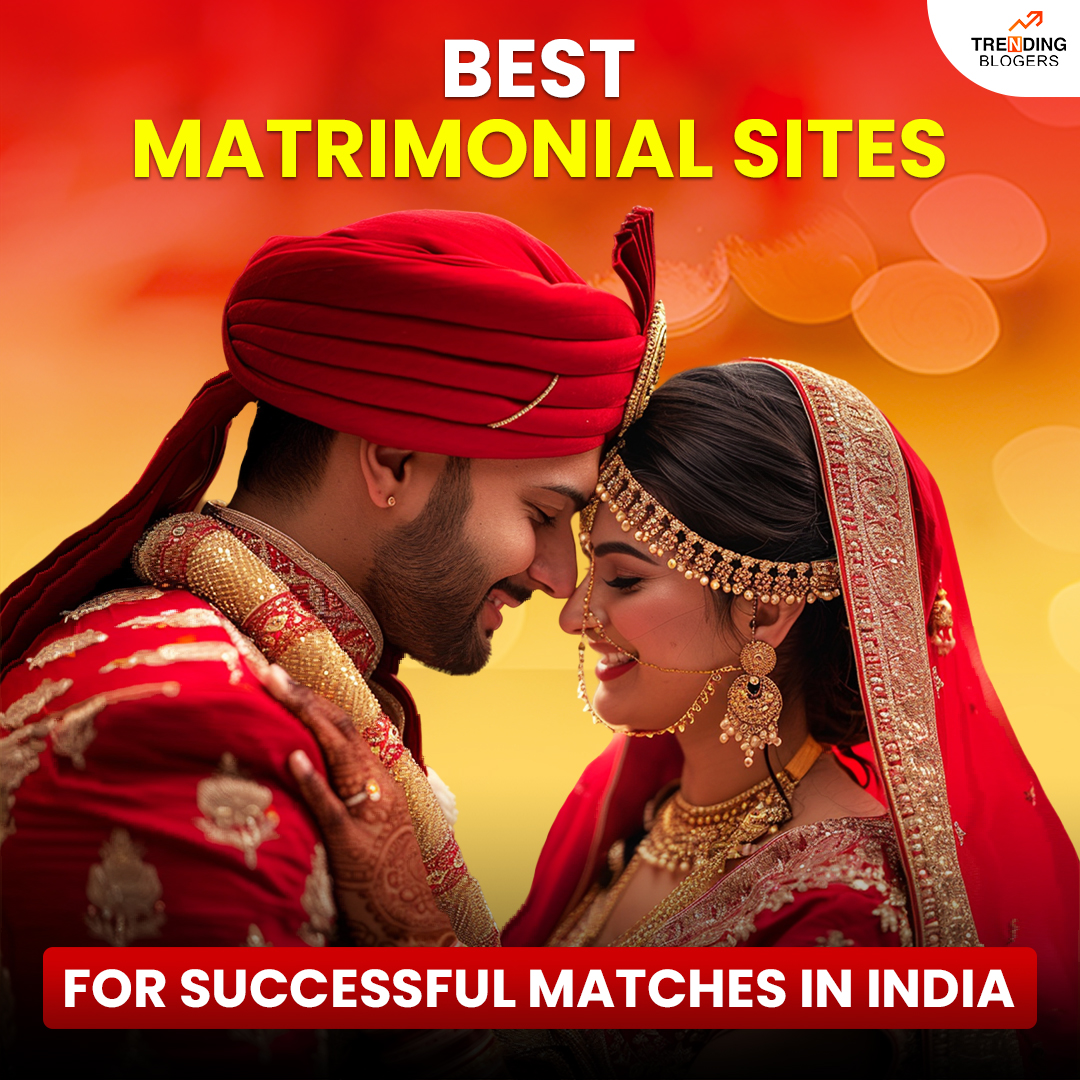 TRENDING
BLOGERS
BEST
MATRIMONIAL SITES
FOR SUCCESSFUL MATCHES IN INDIA